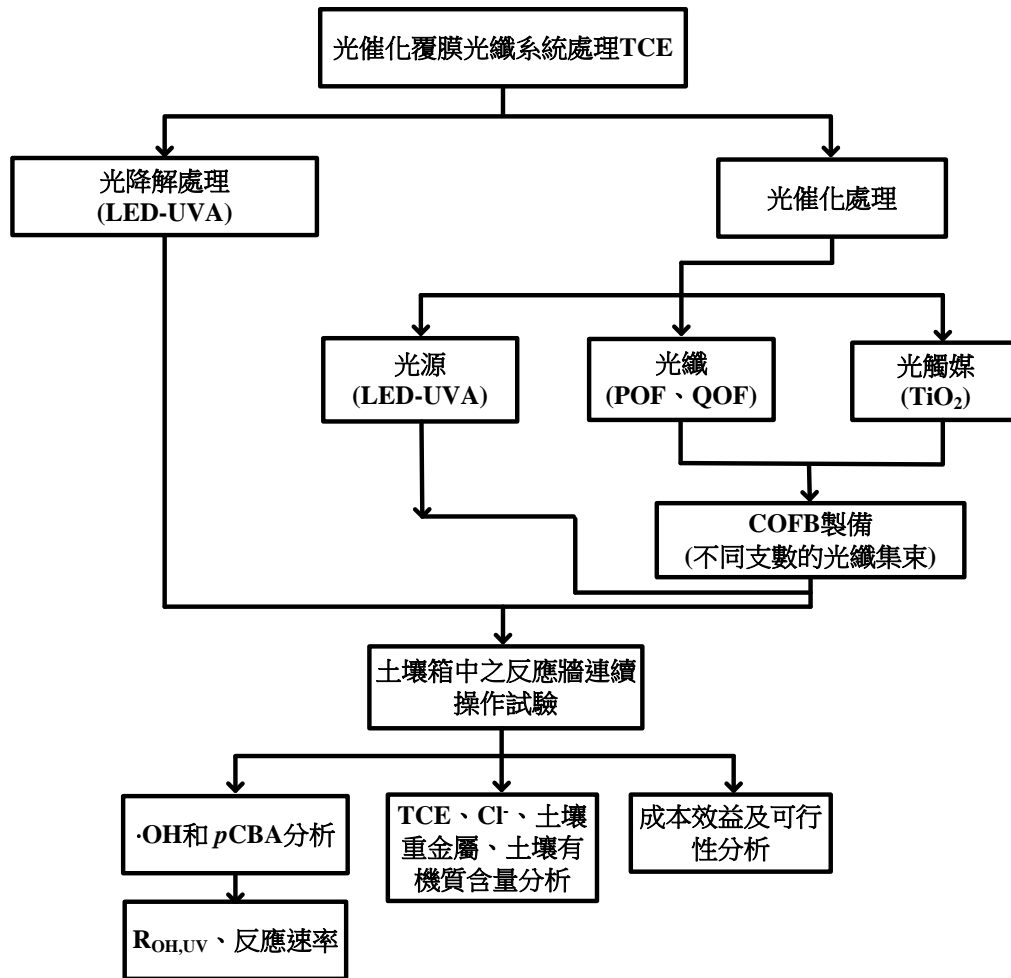 光催化覆膜光纖系統處理TCE
光降解處理
(LED-UVA)
光催化處理
光源
(LED-UVA)
光纖
(POF、QOF)
光觸媒
(TiO₂)
COFB製備
(不同支數的光纖集束)
土壤箱中之反應牆連續
操作試驗
·OH和 pCBA分析
TCE、Cl⁻、土壤
重金屬、土壤有
機質含量分析
成本效益及可行
性分析
R_OH,UV、反應速率